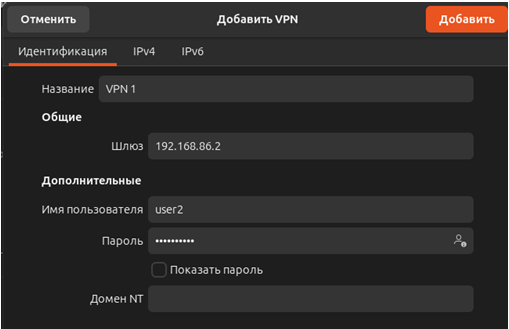 Отменить Добавить VPN Добавить
Идентификация IPv4 IPv6
Название VPN 1
Общие
Шлюз 192.168.86.2
Дополнительные
Имя пользователя user2
Пароль ••••••••••
Показать пароль
Домен NT